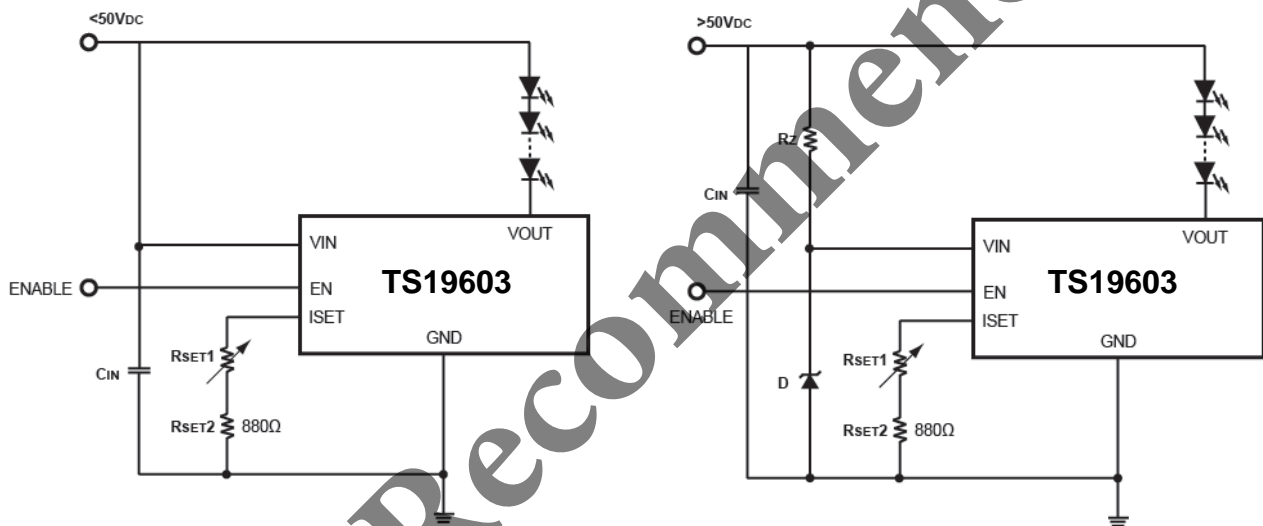 <50VDC
VIN
VOUT
TS19603
ENABLE
EN
ISET
GND
RSET1
CIN
RSET2 880Ω
>50VDC
RZ
CIN
VIN
VOUT
TS19603
EN
ENABLE
ISET
GND
RSET1
D
RSET2 880Ω
Recommen